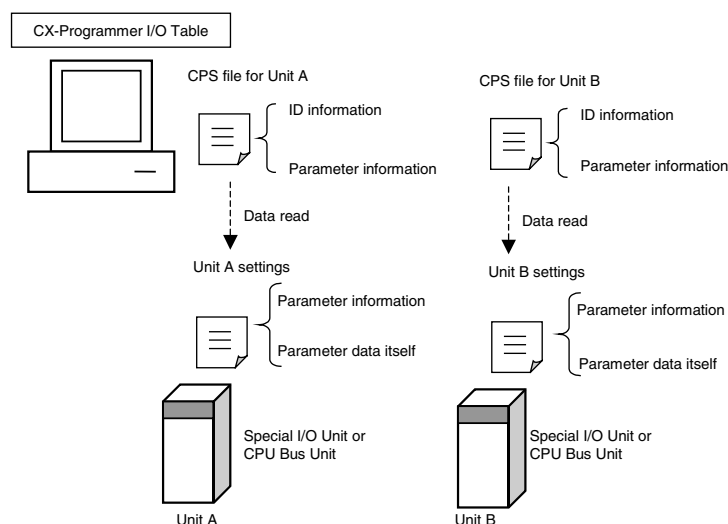 CX-Programmer I/O Table
CPS file for Unit A
ID information
Parameter information
Data read
Unit A settings
Parameter information
Parameter data itself
Special I/O Unit or
CPU Bus Unit
Unit A
CPS file for Unit B
ID information
Parameter information
Data read
Unit B settings
Parameter information
Parameter data itself
Special I/O Unit or
CPU Bus Unit
Unit B